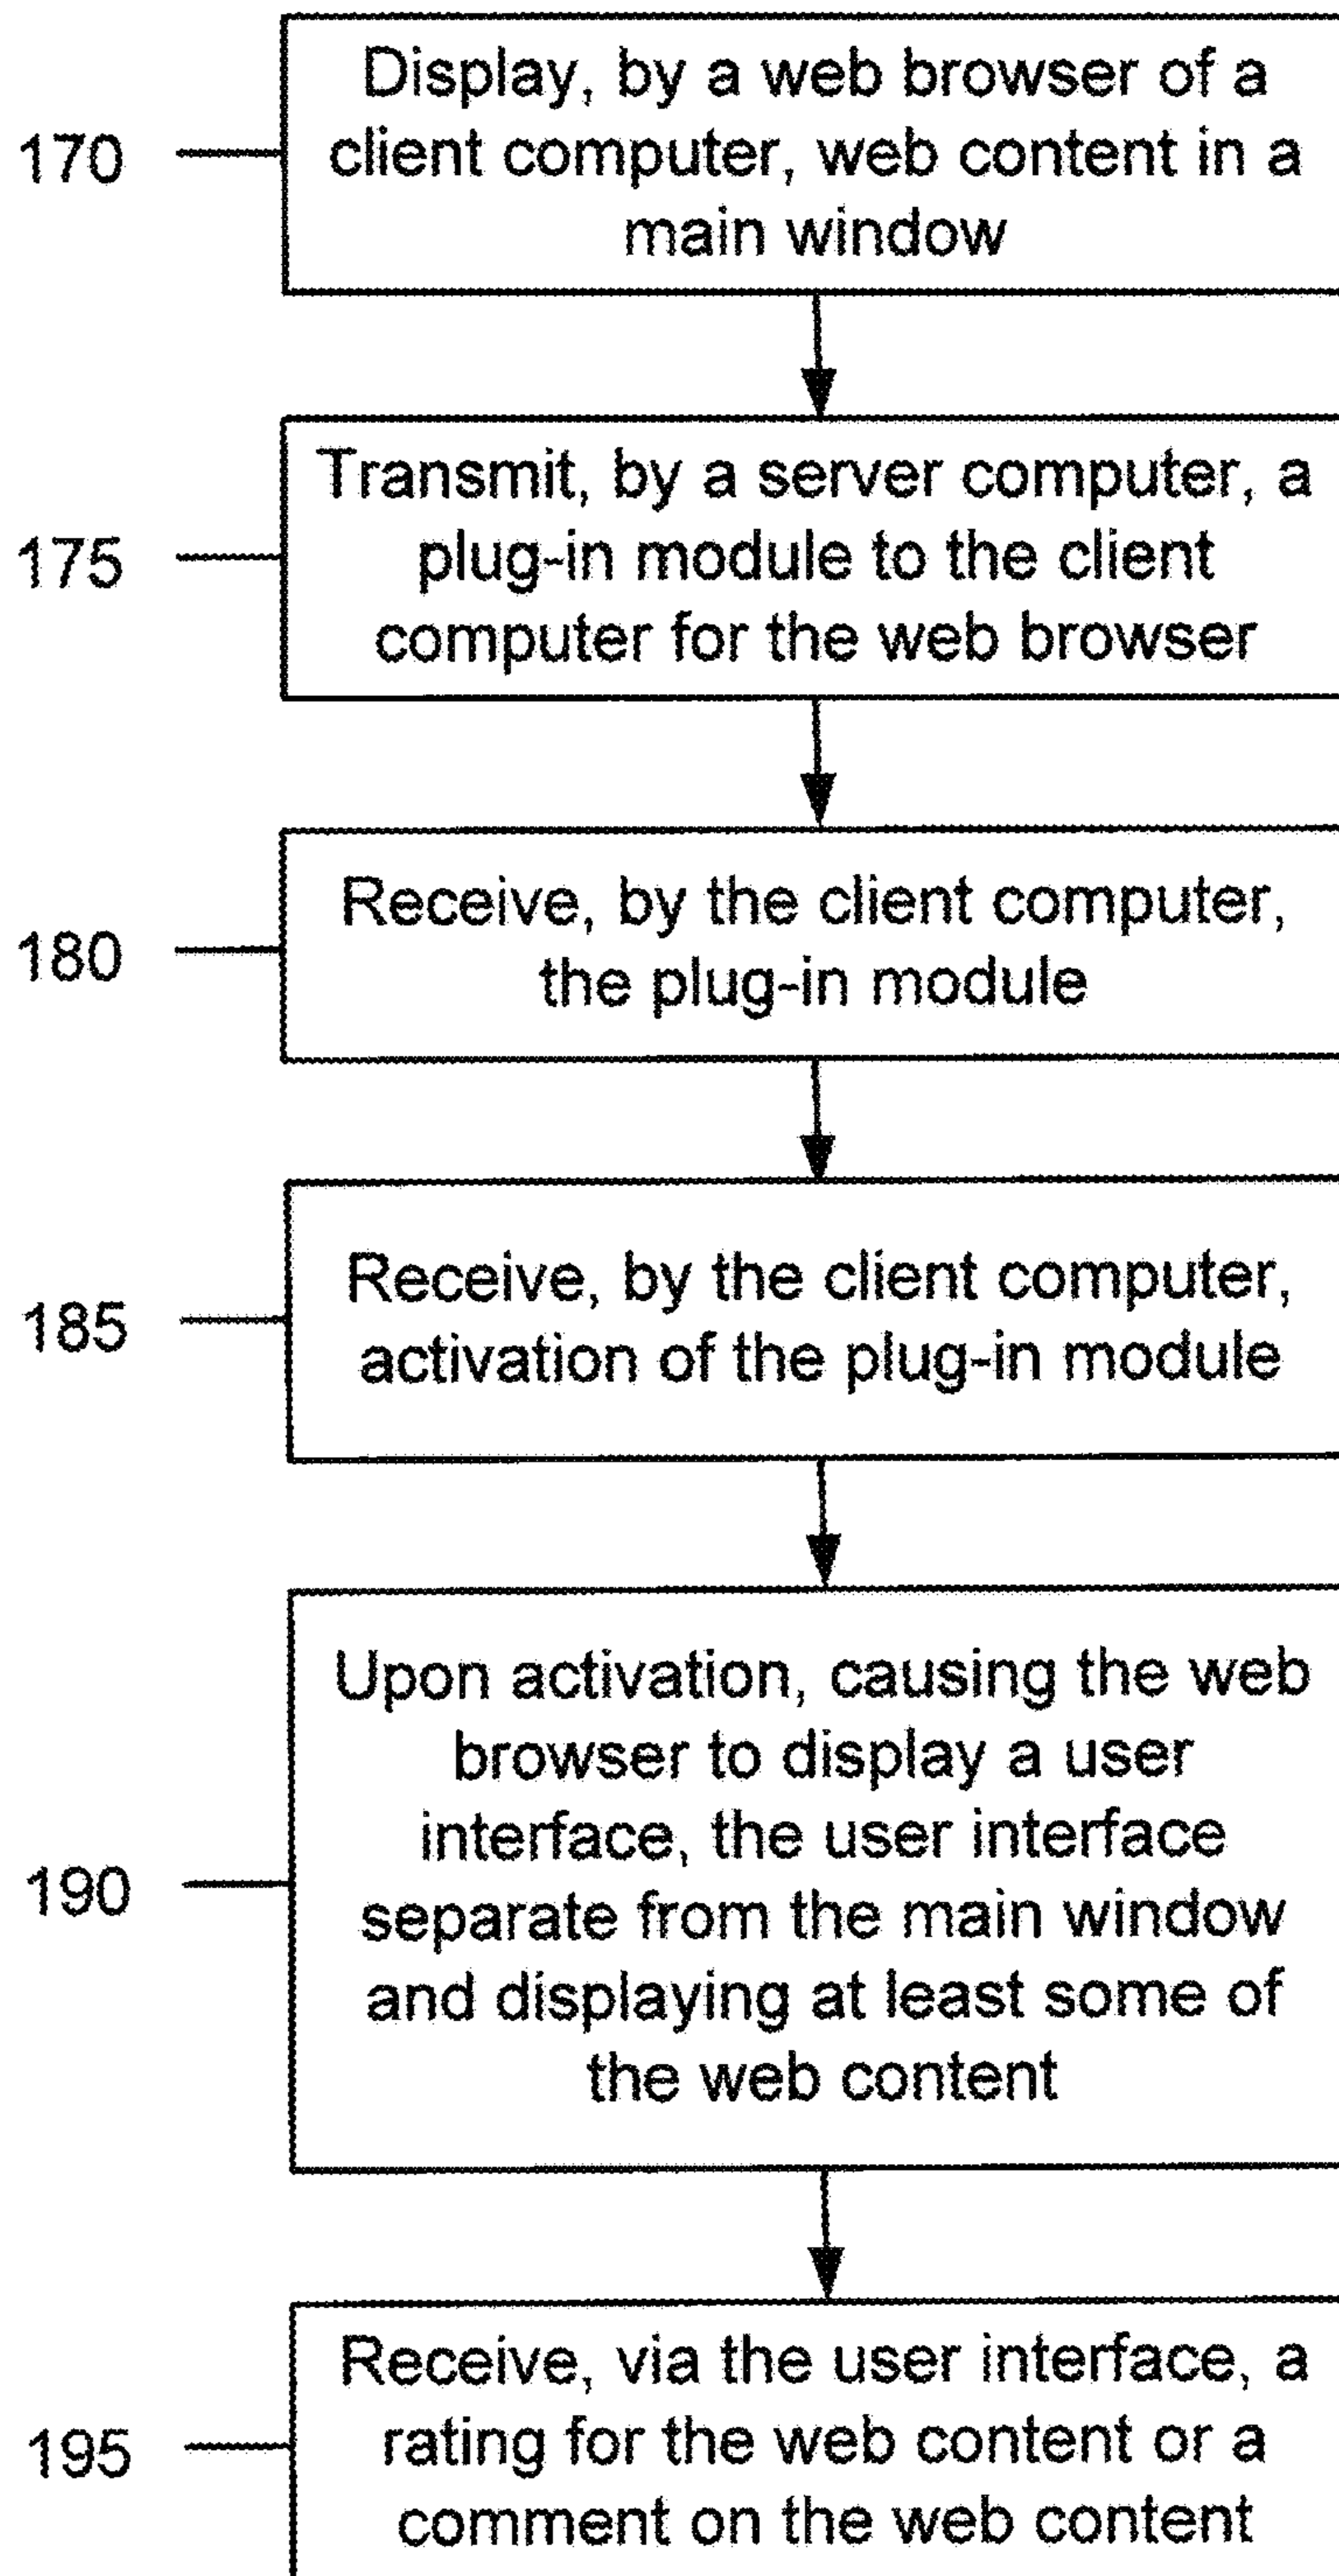 Display, by a web browser of a
170
client computer, web content in a
main window
Transmit, by a server computer, a
175
plug-in module to the client
computer for the web browser
Receive, by the client computer,
180
the plug-in module
Receive, by the client computer,
185
activation of the plug-in module
Upon activation, causing the web
browser to display a user
interface, the user interface
190
separate from the main window
and displaying at least some of
the web content
Receive, via the user interface, a
195
rating for the web content or a
comment on the web content